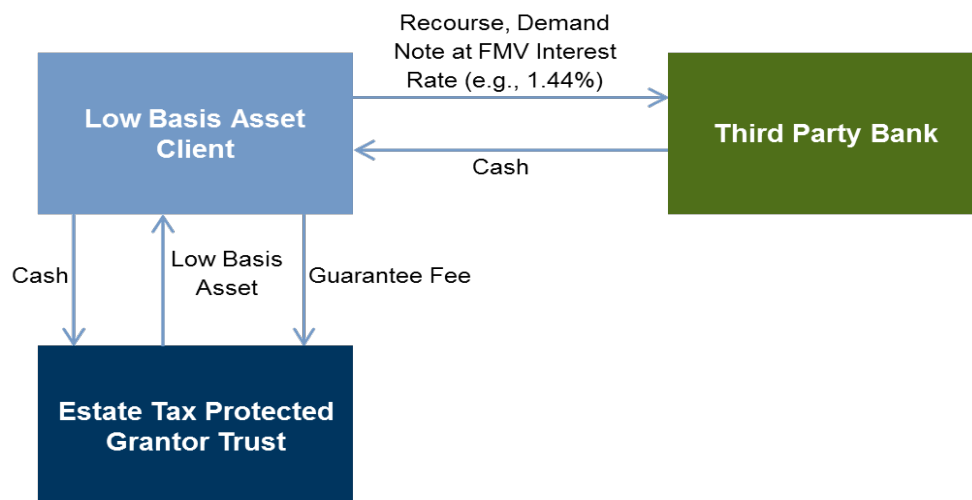 Recourse, Demand
Note at FMV Interest
Rate (e.g., 1.44%)
Low Basis Asset
Client
Third Party Bank
Cash
Cash
Low Basis
Asset
Guarantee Fee
Estate Tax Protected
Grantor Trust